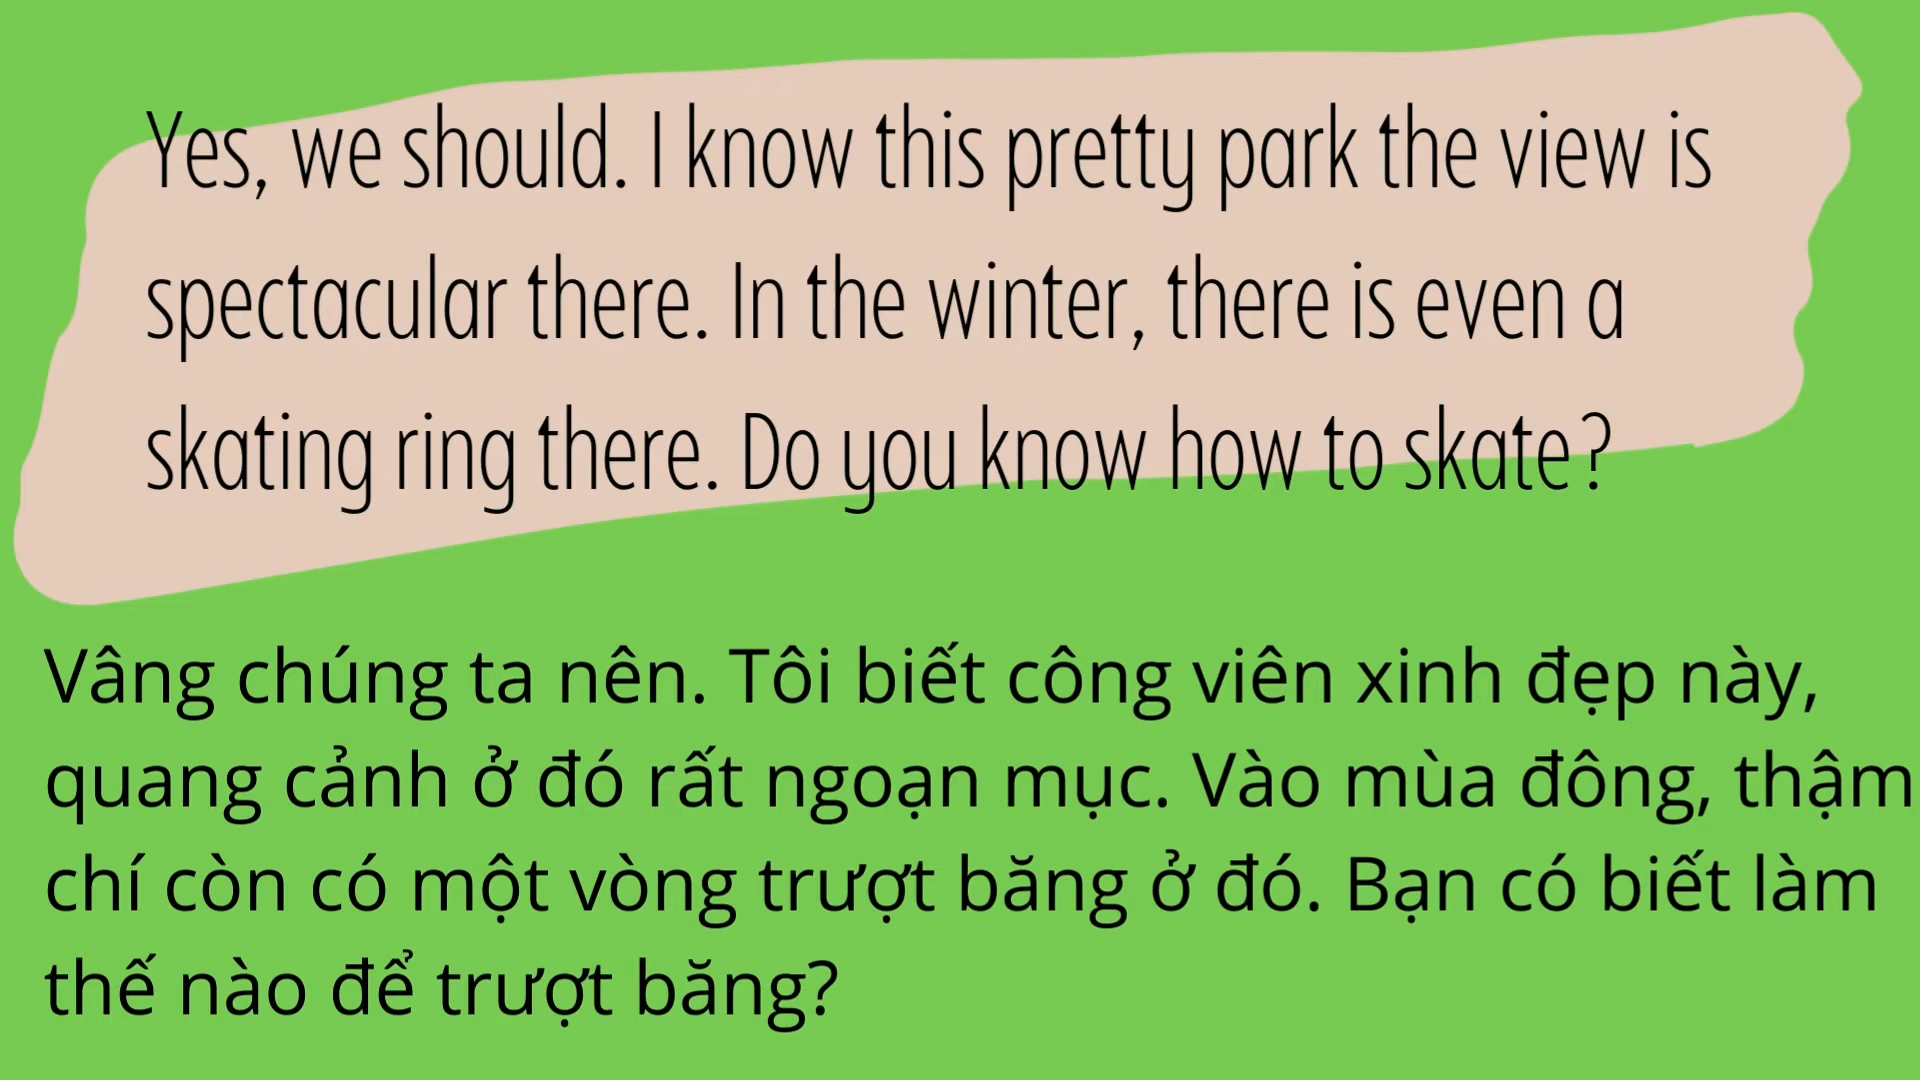 Yes, we should. I know this pretty park the view is
spectacular there. In the winter, there is even a
skating ring there. Do you know how to skate?
Vâng chúng ta nên. Tôi biết công viên xinh đẹp này,
quang cảnh ở đó rất ngoạn mục. Vào mùa đông, thậm
chí còn có một vòng trượt băng ở đó. Bạn có biết làm
thế nào để trượt băng?